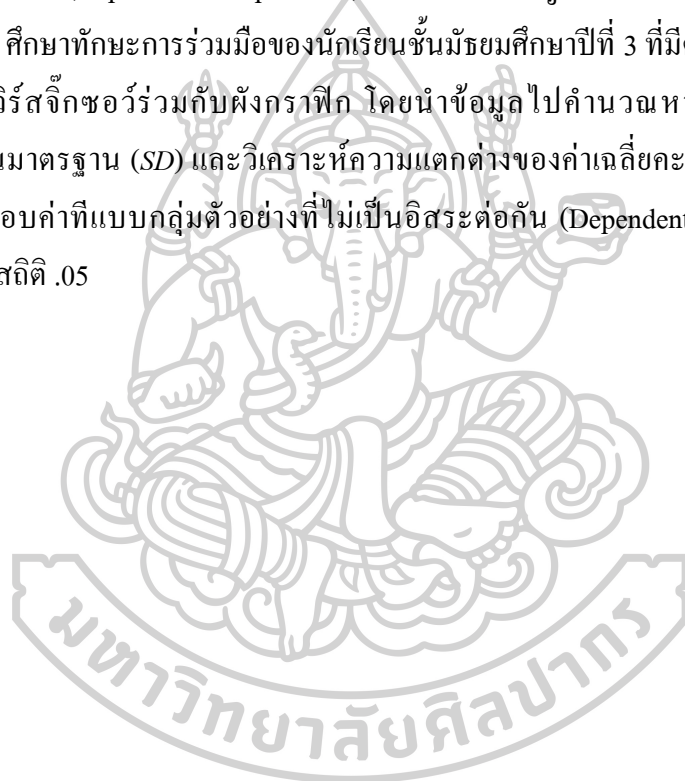 ศึกษาทักษะการร่วมมือของนักเรียนชั้นมัธยมศึกษาปีที่ 3 ที่มี
วิร์สจิ๊กซอว์ร่วมกับผังกราฟิก โดยนำข้อมูลไปคำนวณหา
นมาตรฐาน (SD) และวิเคราะห์ความแตกต่างของค่าเฉลี่ยคะ
อบค่าทีแบบกลุ่มตัวอย่างที่ไม่เป็นอิสระต่อกัน (Dependent
สถิติ .05
มหาวิทยาลัยศิลปากร